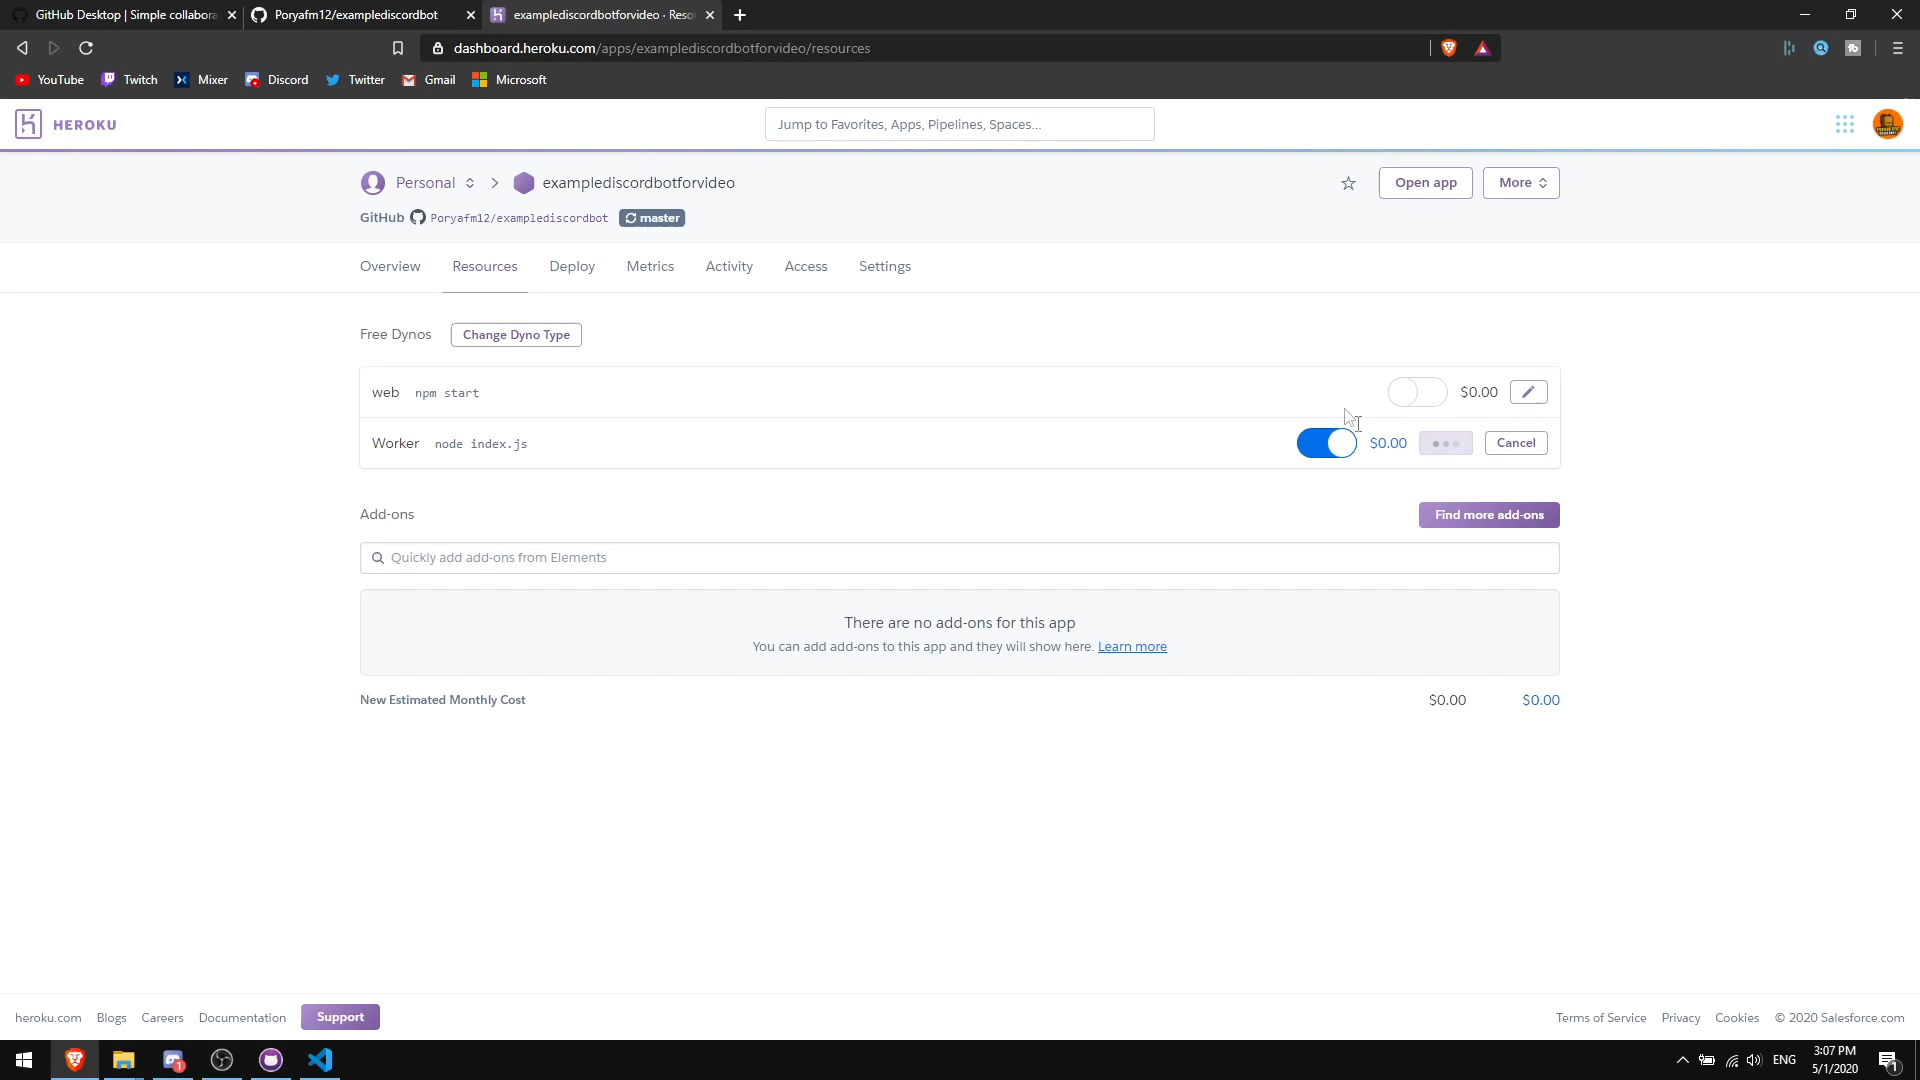 GitHub Desktop | Simple collabora
Poryafm12/examplediscordbot
examplediscordbotforvideo · Reso
dashboard.heroku.com/apps/examplediscordbotforvideo/resources
YouTube
Twitch
Mixer
Discord
Twitter
Gmail
Microsoft
HEROKU
Jump to Favorites, Apps, Pipelines, Spaces...
Personal
examplediscordbotforvideo
Open app
More
GitHub
Poryafm12/examplediscordbot
master
Overview
Resources
Deploy
Metrics
Activity
Access
Settings
Free Dynos
Change Dyno Type
web npm start
$0.00
Worker node index.js
$0.00
Cancel
Add-ons
Find more add-ons
Quickly add add-ons from Elements
There are no add-ons for this app
You can add add-ons to this app and they will show here. Learn more
New Estimated Monthly Cost
$0.00
$0.00
heroku.com
Blogs
Careers
Documentation
Support
Terms of Service
Privacy
Cookies
© 2020 Salesforce.com
1
ENG
3:07 PM
5/1/2020
1